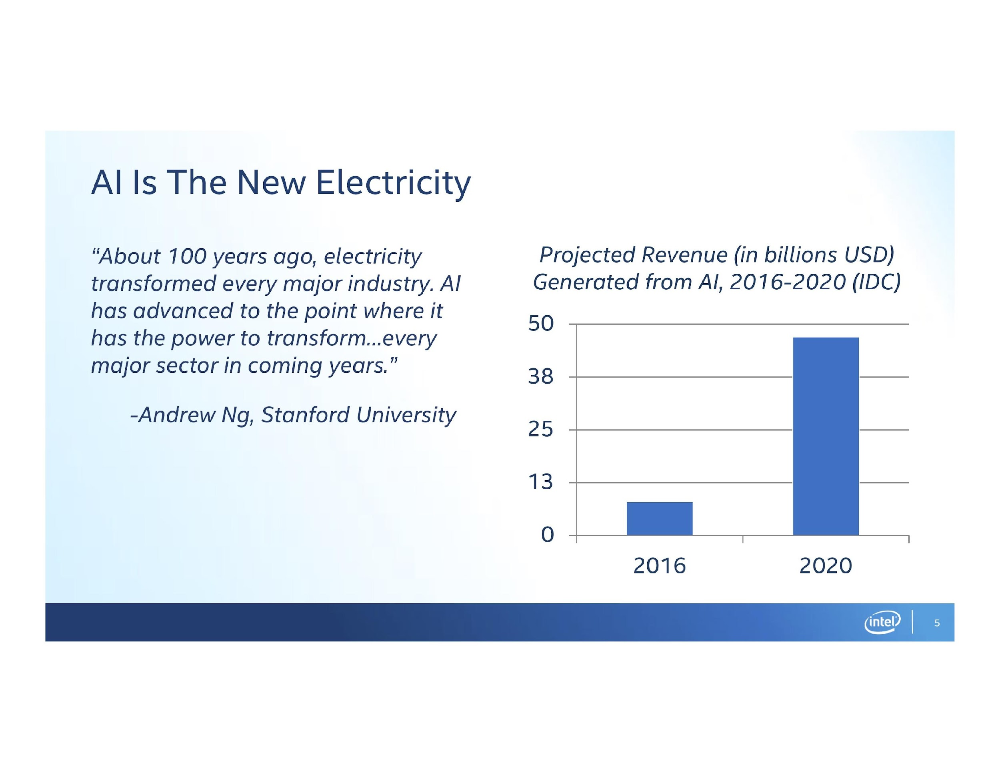 AI Is The New Electricity
“About 100 years ago, electricity
transformed every major industry. AI
has advanced to the point where it
has the power to transform...every
major sector in coming years.”
-Andrew Ng, Stanford University
Projected Revenue (in billions USD)
Generated from AI, 2016-2020 (IDC)
50
38
25
13
0
2016
2020
intel
5